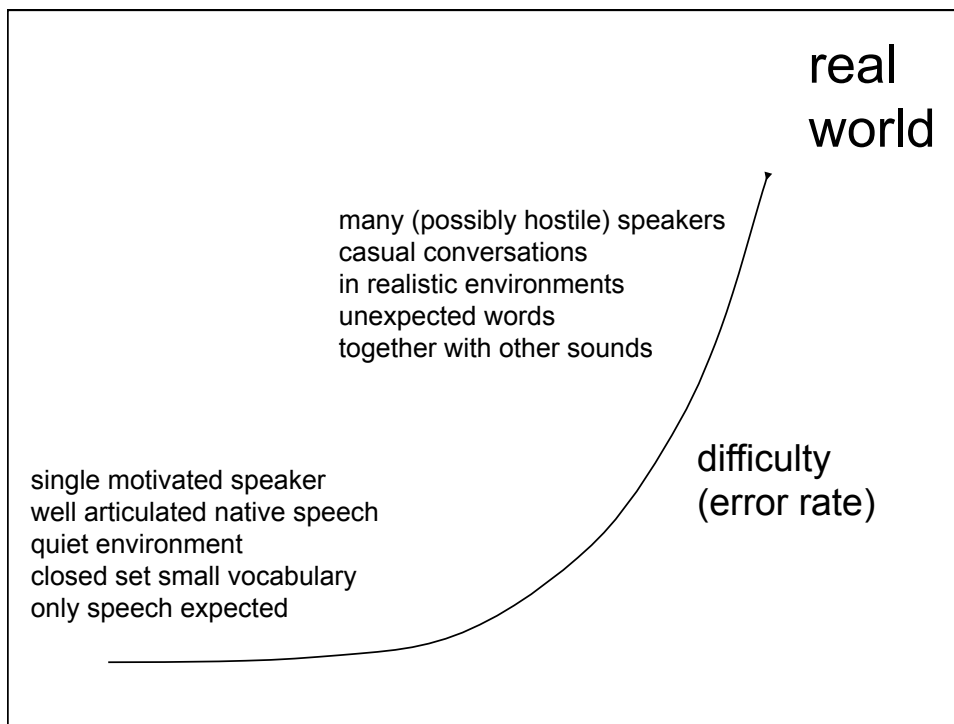 real
world
many (possibly hostile) speakers
casual conversations
in realistic environments
unexpected words
together with other sounds
difficulty
(error rate)
single motivated speaker
well articulated native speech
quiet environment
closed set small vocabulary
only speech expected